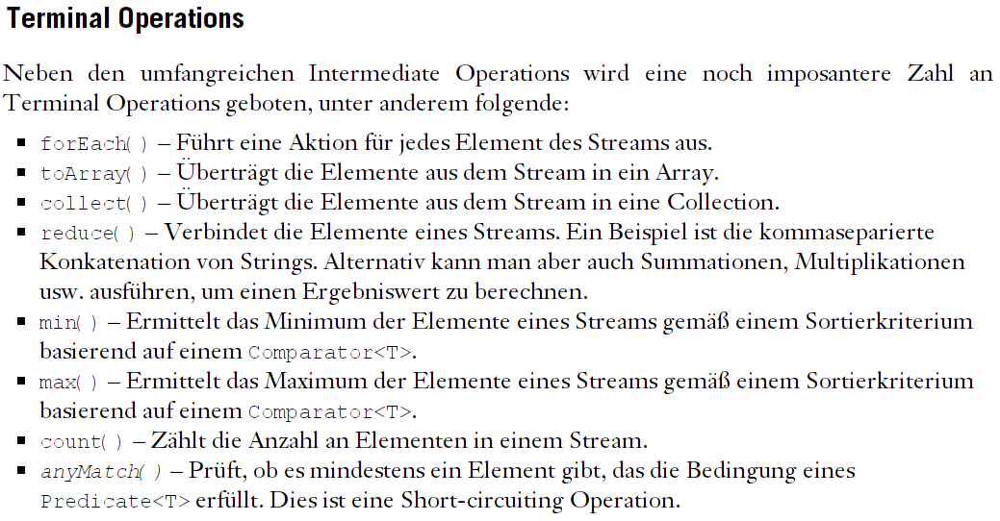 Terminal Operations
Neben den umfangreichen Intermediate Operations wird eine noch imposantere Zahl an
Terminal Operations geboten, unter anderem folgende:
▪ forEach() – Führt eine Aktion für jedes Element des Streams aus.
▪ toArray() – Überträgt die Elemente aus dem Stream in ein Array.
▪ collect() – Überträgt die Elemente aus dem Stream in eine Collection.
▪ reduce() – Verbindet die Elemente eines Streams. Ein Beispiel ist die kommaseparierte
Konkatenation von Strings. Alternativ kann man aber auch Summationen, Multiplikationen
usw. ausführen, um einen Ergebniswert zu berechnen.
▪ min() – Ermittelt das Minimum der Elemente eines Streams gemäß einem Sortierkriterium
basierend auf einem Comparator<T>.
▪ max() – Ermittelt das Maximum der Elemente eines Streams gemäß einem Sortierkriterium
basierend auf einem Comparator<T>.
▪ count() – Zählt die Anzahl an Elementen in einem Stream.
▪ anyMatch() – Prüft, ob es mindestens ein Element gibt, das die Bedingung eines
Predicate<T> erfüllt. Dies ist eine Short-circuiting Operation.